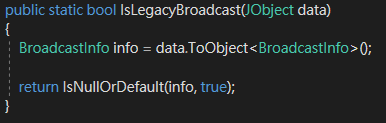 public static bool IsLegacyBroadcast(JObject data)
{
BroadcastInfo info = data.ToObject<BroadcastInfo>();
return IsNullOrDefault(info, true);
}